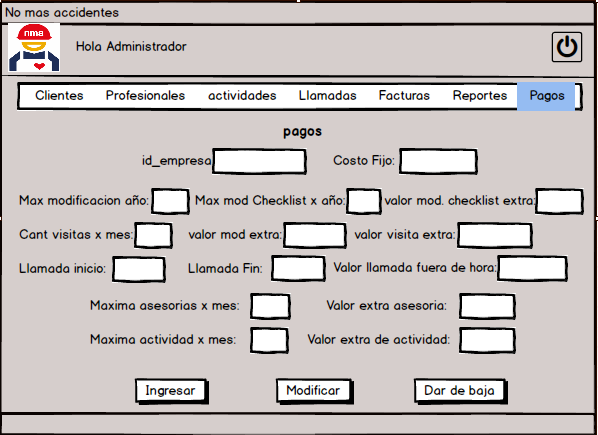 No mas accidentes
nma
Hola Administrador
Clientes Profesionales actividades Llamadas Facturas Reportes Pagos
pagos
id_empresa Costo Fijo:
Max modificacion año: Max mod Checklist x año: valor mod. checklist extra:
Cant visitas x mes: valor mod extra: valor visita extra:
Llamada inicio: Llamada Fin: Valor llamada fuera de hora:
Maxima asesorias x mes: Valor extra asesoria:
Maxima actividad x mes: Valor extra de actividad:
Ingresar Modificar Dar de baja